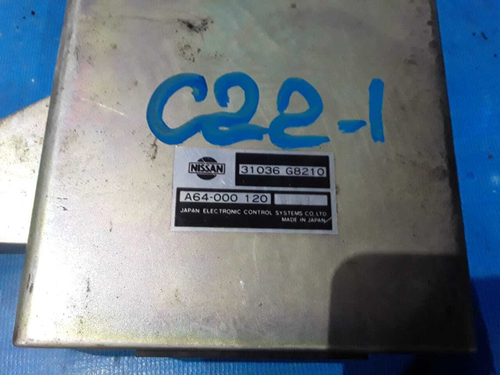 C22-1
NISSAN
31036 G8210
A64-000 120
JAPAN ELECTRONIC CONTROL SYSTEMS CO.,LTD.
MADE IN JAPAN